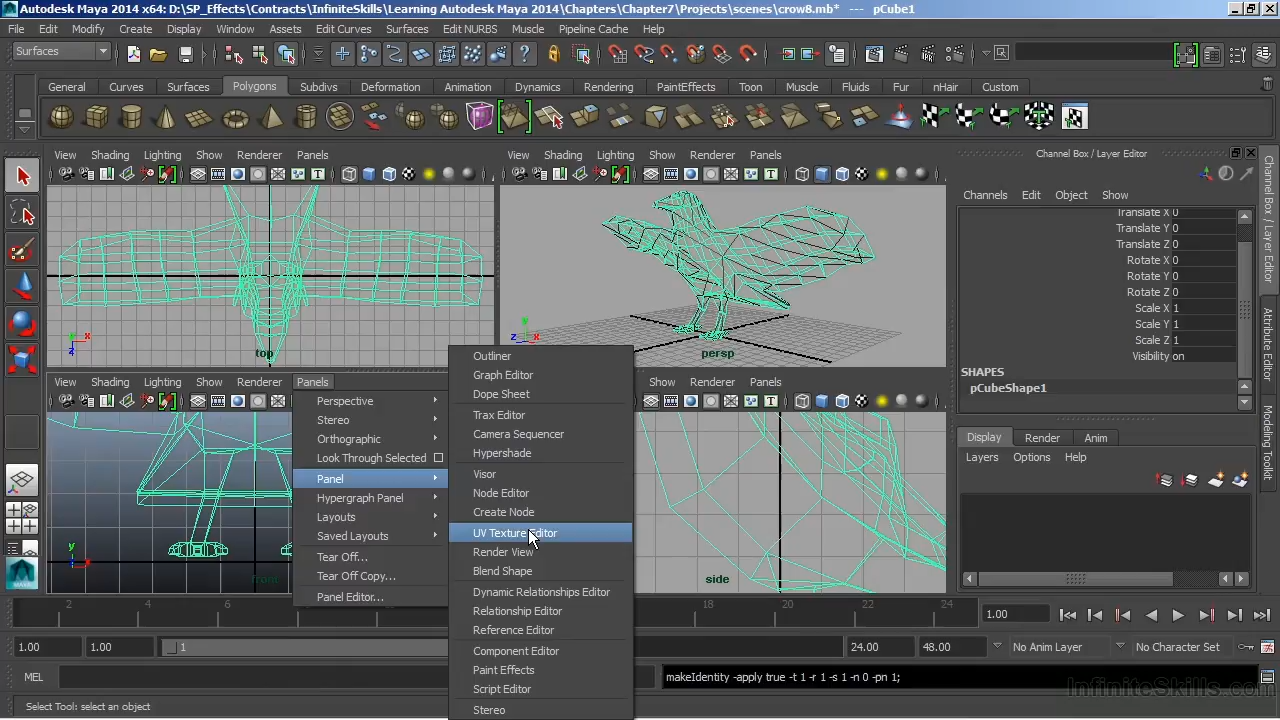 Autodesk Maya 2014 x64: D:\SP_Effects\Contracts\InfiniteSkills\Learning Autodesk Maya 2014\Chapters\Chapter7\Projects\scenes\crow8.mb* --- pCube1
File Edit Modify Create Display Window Assets Edit Curves Surfaces Edit NURBS Muscle Pipeline Cache Help
Surfaces
General Curves Surfaces Polygons Subdivs Deformation Animation Dynamics Rendering PaintEffects Toon Muscle Fluids Fur nHair Custom
View Shading Lighting Show Renderer Panels
View Shading Lighting Show Renderer Panels
Channel Box / Layer Editor
Channels Edit Object Show
Translate X 0
Translate Y 0
Translate Z 0
Rotate X 0
Rotate Y 0
Rotate Z 0
Scale X 1
Scale Y 1
Scale Z 1
Visibility on
SHAPES
pCubeShape1
Channel Box / Layer Editor
Attribute Editor
Modeling Toolkit
y x
z
top
y
z x
persp
View Shading Lighting Show Renderer Panels
Show Renderer Panels
Perspective
Stereo
Orthographic
Look Through Selected
Panel
Hypergraph Panel
Layouts
Saved Layouts
Tear Off...
Tear Off Copy...
Panel Editor...
Outliner
Graph Editor
Dope Sheet
Trax Editor
Camera Sequencer
Hypershade
Visor
Node Editor
Create Node
UV Texture Editor
Render View
Blend Shape
Dynamic Relationships Editor
Relationship Editor
Reference Editor
Component Editor
Paint Effects
Script Editor
Stereo
y
x
front
side
Display Render Anim
Layers Options Help
2 4 6 8 18 20 22 24 1.00
1.00 1.00 1 24.00 48.00 No Anim Layer No Character Set
MEL makeIdentity -apply true -t 1 -r 1 -s 1 -n 0 -pn 1;
Select Tool: select an object
InfiniteSkills.com